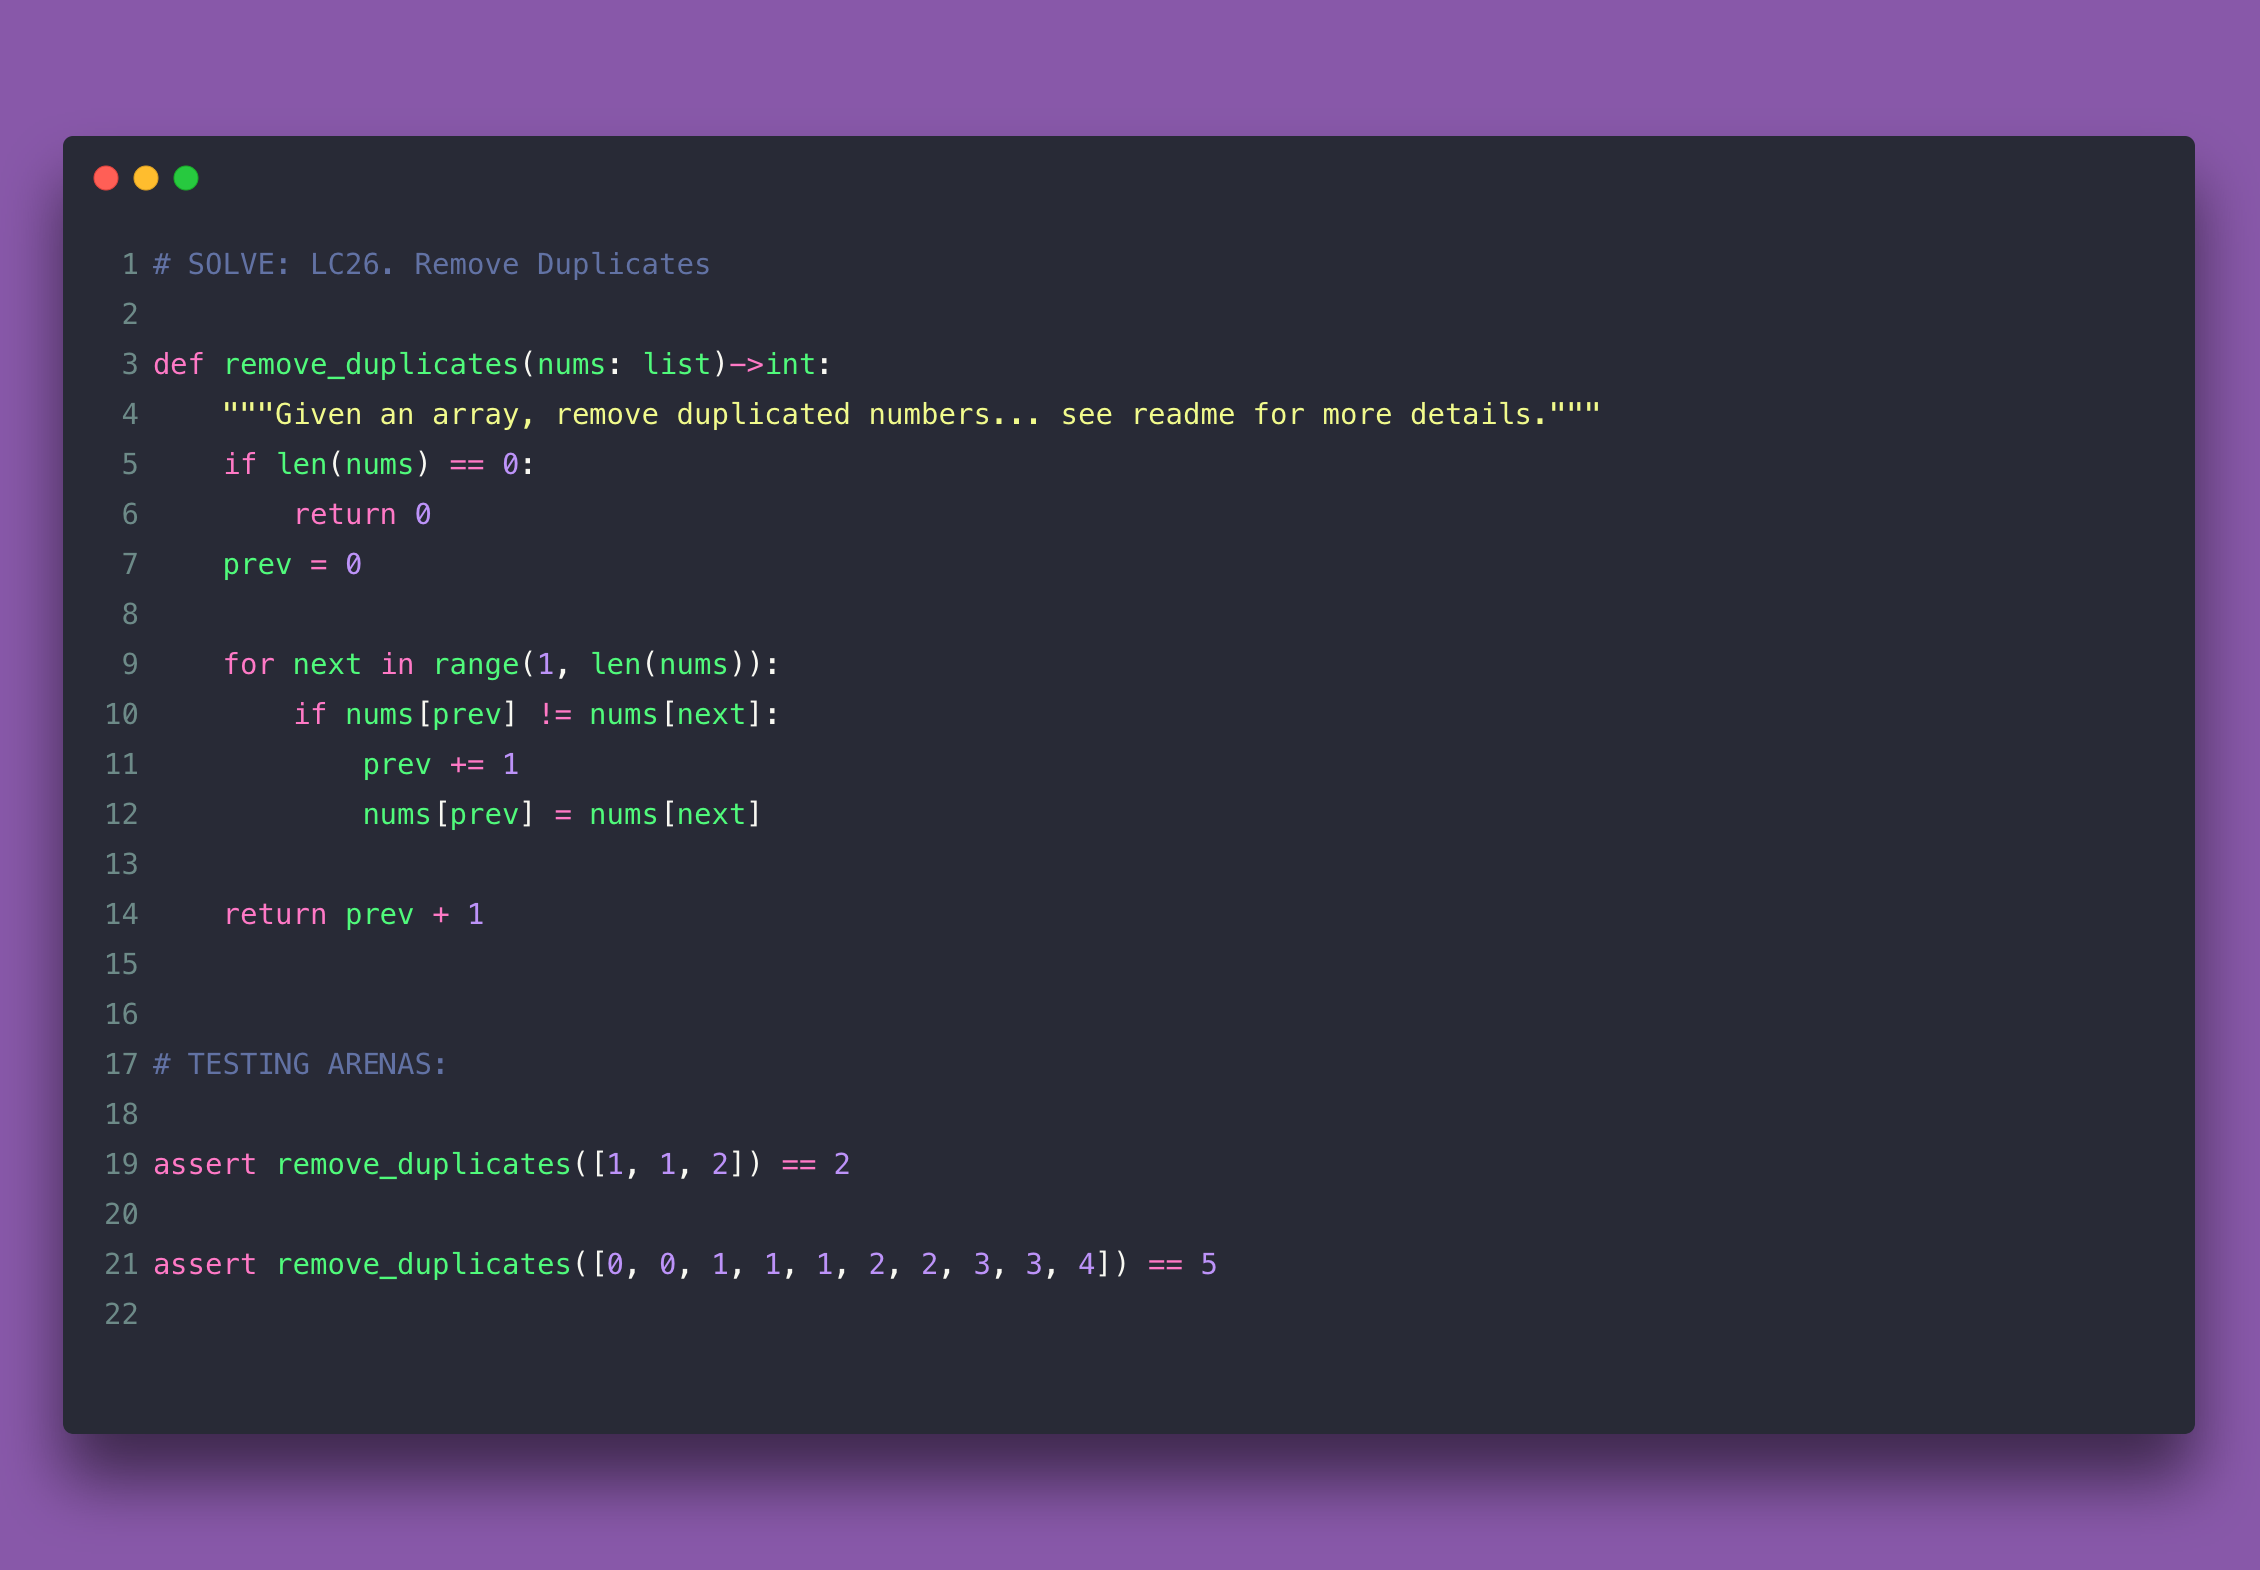 1 # SOLVE: LC26. Remove Duplicates
2
3 def remove_duplicates(nums: list)->int:
4     """Given an array, remove duplicated numbers... see readme for more details."""
5     if len(nums) == 0:
6         return 0
7     prev = 0
8
9     for next in range(1, len(nums)):
10         if nums[prev] != nums[next]:
11             prev += 1
12             nums[prev] = nums[next]
13
14     return prev + 1
15
16
17 # TESTING ARENAS:
18
19 assert remove_duplicates([1, 1, 2]) == 2
20
21 assert remove_duplicates([0, 0, 1, 1, 1, 2, 2, 3, 3, 4]) == 5
22